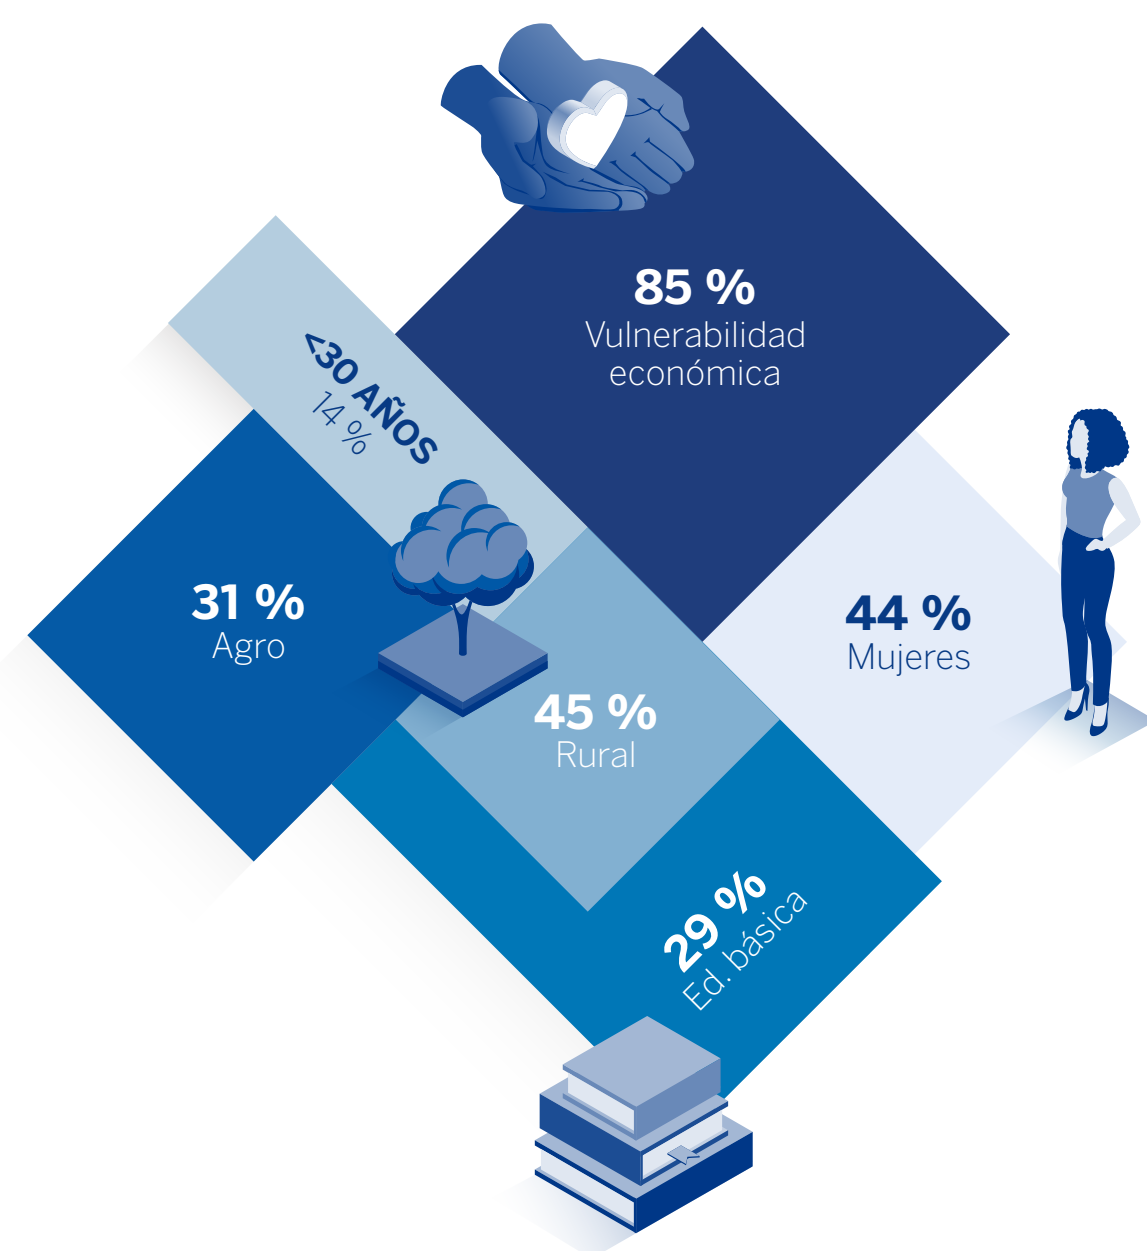 85 %
Vulnerabilidad
económica
<30 AÑOS
14 %
31 %
Agro
44 %
Mujeres
45 %
Rural
29 %
Ed. básica